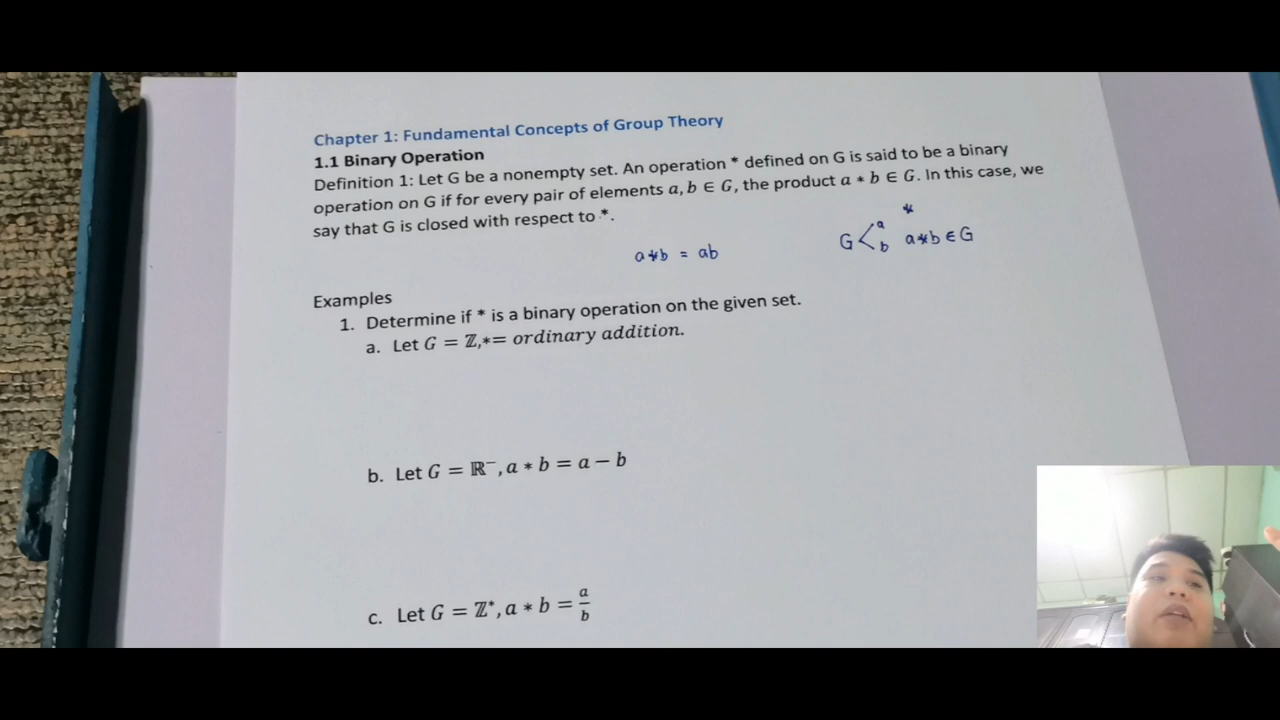 Chapter 1: Fundamental Concepts of Group Theory
1.1 Binary Operation
Definition 1: Let G be a nonempty set. An operation * defined on G is said to be a binary
operation on G if for every pair of elements a, b ∈ G, the product a * b ∈ G. In this case, we
say that G is closed with respect to *.
*
a*b = ab
G < a b a*b ∈ G
Examples
1. Determine if * is a binary operation on the given set.
a. Let G = ℤ,*= ordinary addition.
b. Let G = ℝ⁻, a * b = a − b
c. Let G = ℤ*, a * b = a/b